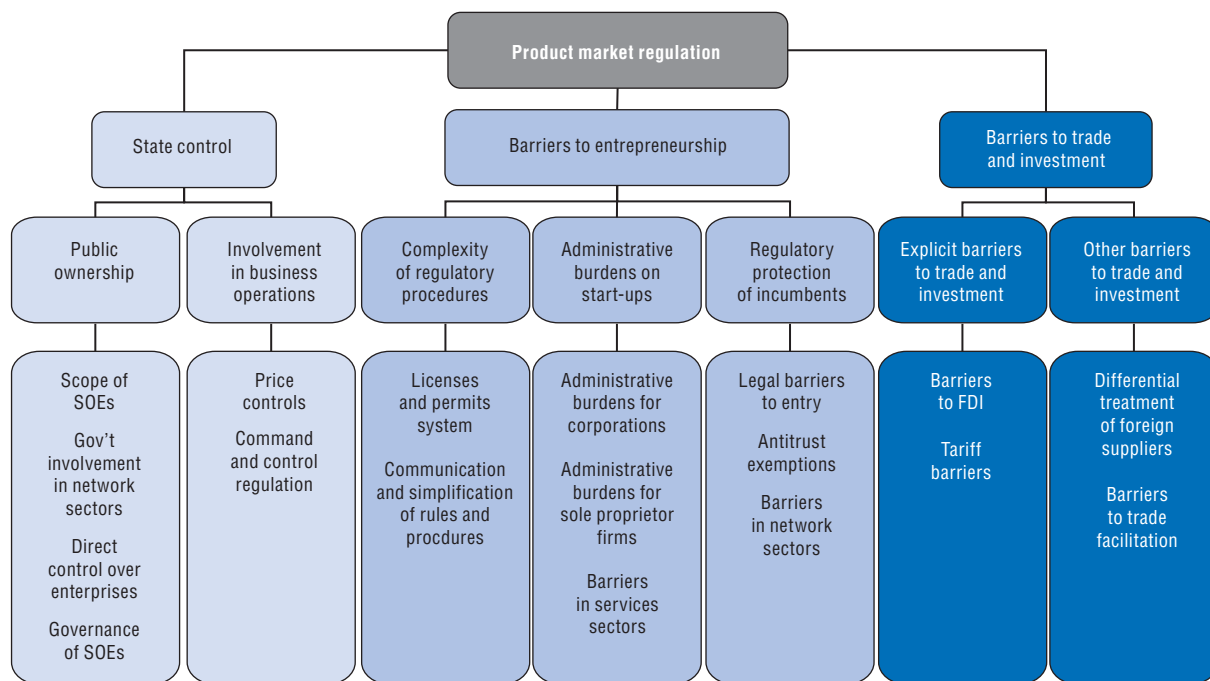 Product market regulation
State control
Barriers to entrepreneurship
Barriers to trade
and investment
Public
ownership
Involvement
in business
operations
Complexity
of regulatory
procedures
Administrative
burdens on
start-ups
Regulatory
protection
of incumbents
Explicit barriers
to trade and
investment
Other barriers
to trade and
investment
Scope of
SOEs
Gov’t
involvement
in network
sectors
Direct
control over
enterprises
Governance
of SOEs
Price
controls
Command
and control
regulation
Licenses
and permits
system
Communication
and simplification
of rules and
procdures
Administrative
burdens for
corporations
Administrative
burdens for
sole proprietor
firms
Barriers
in services
sectors
Legal barriers
to entry
Antitrust
exemptions
Barriers
in network
sectors
Barriers
to FDI
Tariff
barriers
Differential
treatment
of foreign
suppliers
Barriers
to trade
facilitation